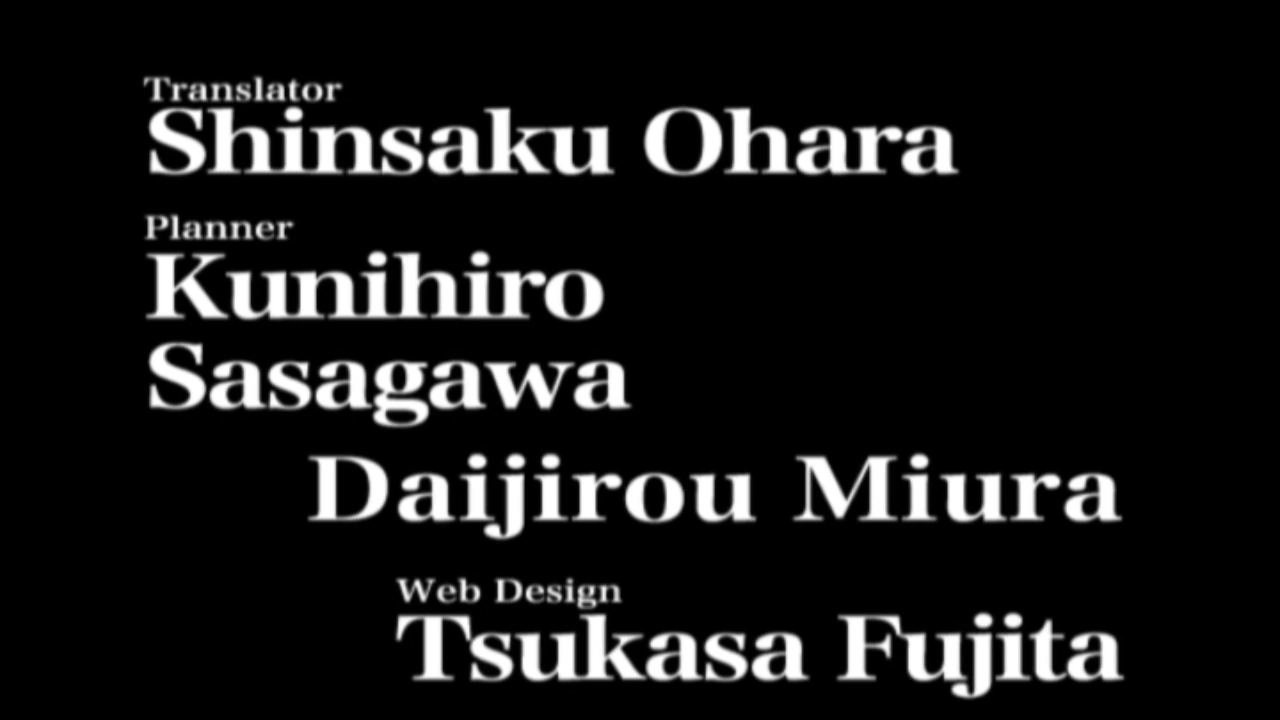 Translator
Shinsaku Ohara
Planner
Kunihiro
Sasagawa
Daijirou Miura
Web Design
Tsukasa Fujita